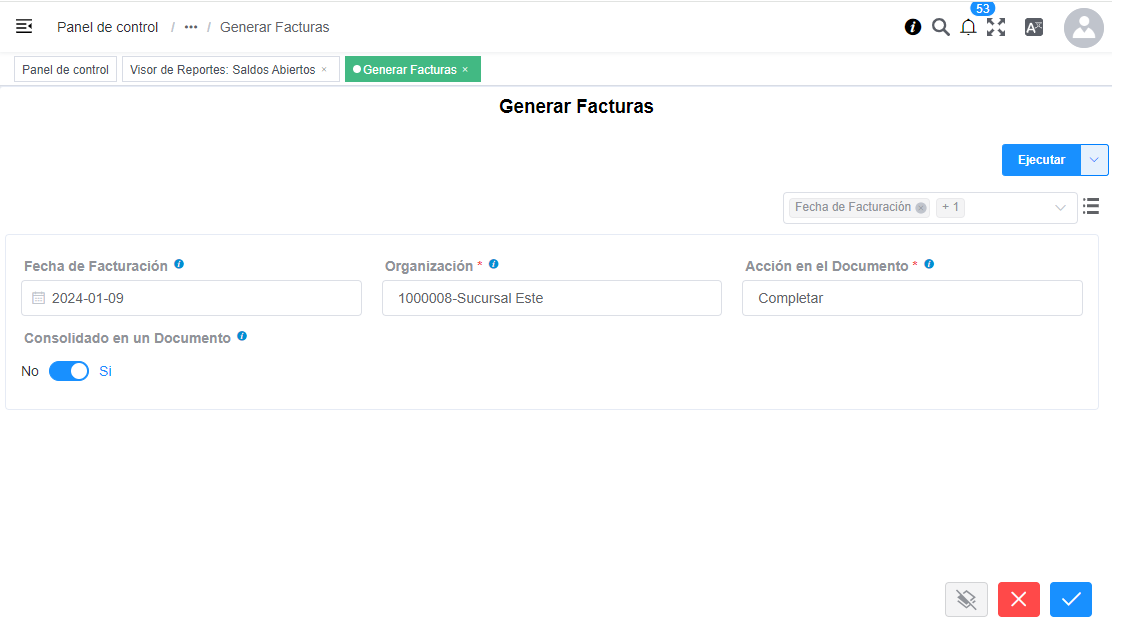 53
Panel de control / ••• / Generar Facturas
Panel de control Visor de Reportes: Saldos Abiertos × Generar Facturas ×
Generar Facturas
Ejecutar
Fecha de Facturación + 1
Fecha de Facturación Organización * Acción en el Documento *
2024-01-09 1000008-Sucursal Este Completar
Consolidado en un Documento
No Si